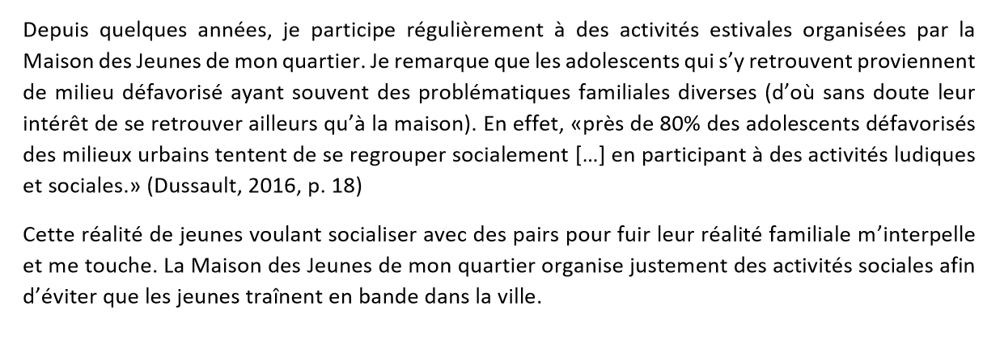 Depuis quelques années, je participe régulièrement à des activités estivales organisées par la
Maison des Jeunes de mon quartier. Je remarque que les adolescents qui s’y retrouvent proviennent
de milieu défavorisé ayant souvent des problématiques familiales diverses (d’où sans doute leur
intérêt de se retrouver ailleurs qu’à la maison). En effet, «près de 80% des adolescents défavorisés
des milieux urbains tentent de se regrouper socialement […] en participant à des activités ludiques
et sociales.» (Dussault, 2016, p. 18)
Cette réalité de jeunes voulant socialiser avec des pairs pour fuir leur réalité familiale m’interpelle
et me touche. La Maison des Jeunes de mon quartier organise justement des activités sociales afin
d’éviter que les jeunes traînent en bande dans la ville.